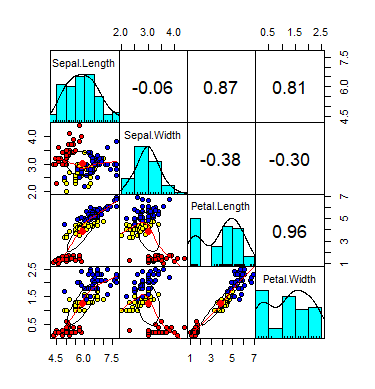 2.0 3.0 4.0 0.5 1.5 2.5
Sepal.Length -0.06 0.87 0.81 4.5 6.0 7.5
2.0 3.0 4.0 Sepal.Width -0.38 -0.30
Petal.Length 0.96 1 3 5 7
0.5 1.5 2.5 Petal.Width
4.5 6.0 7.5 1 3 5 7